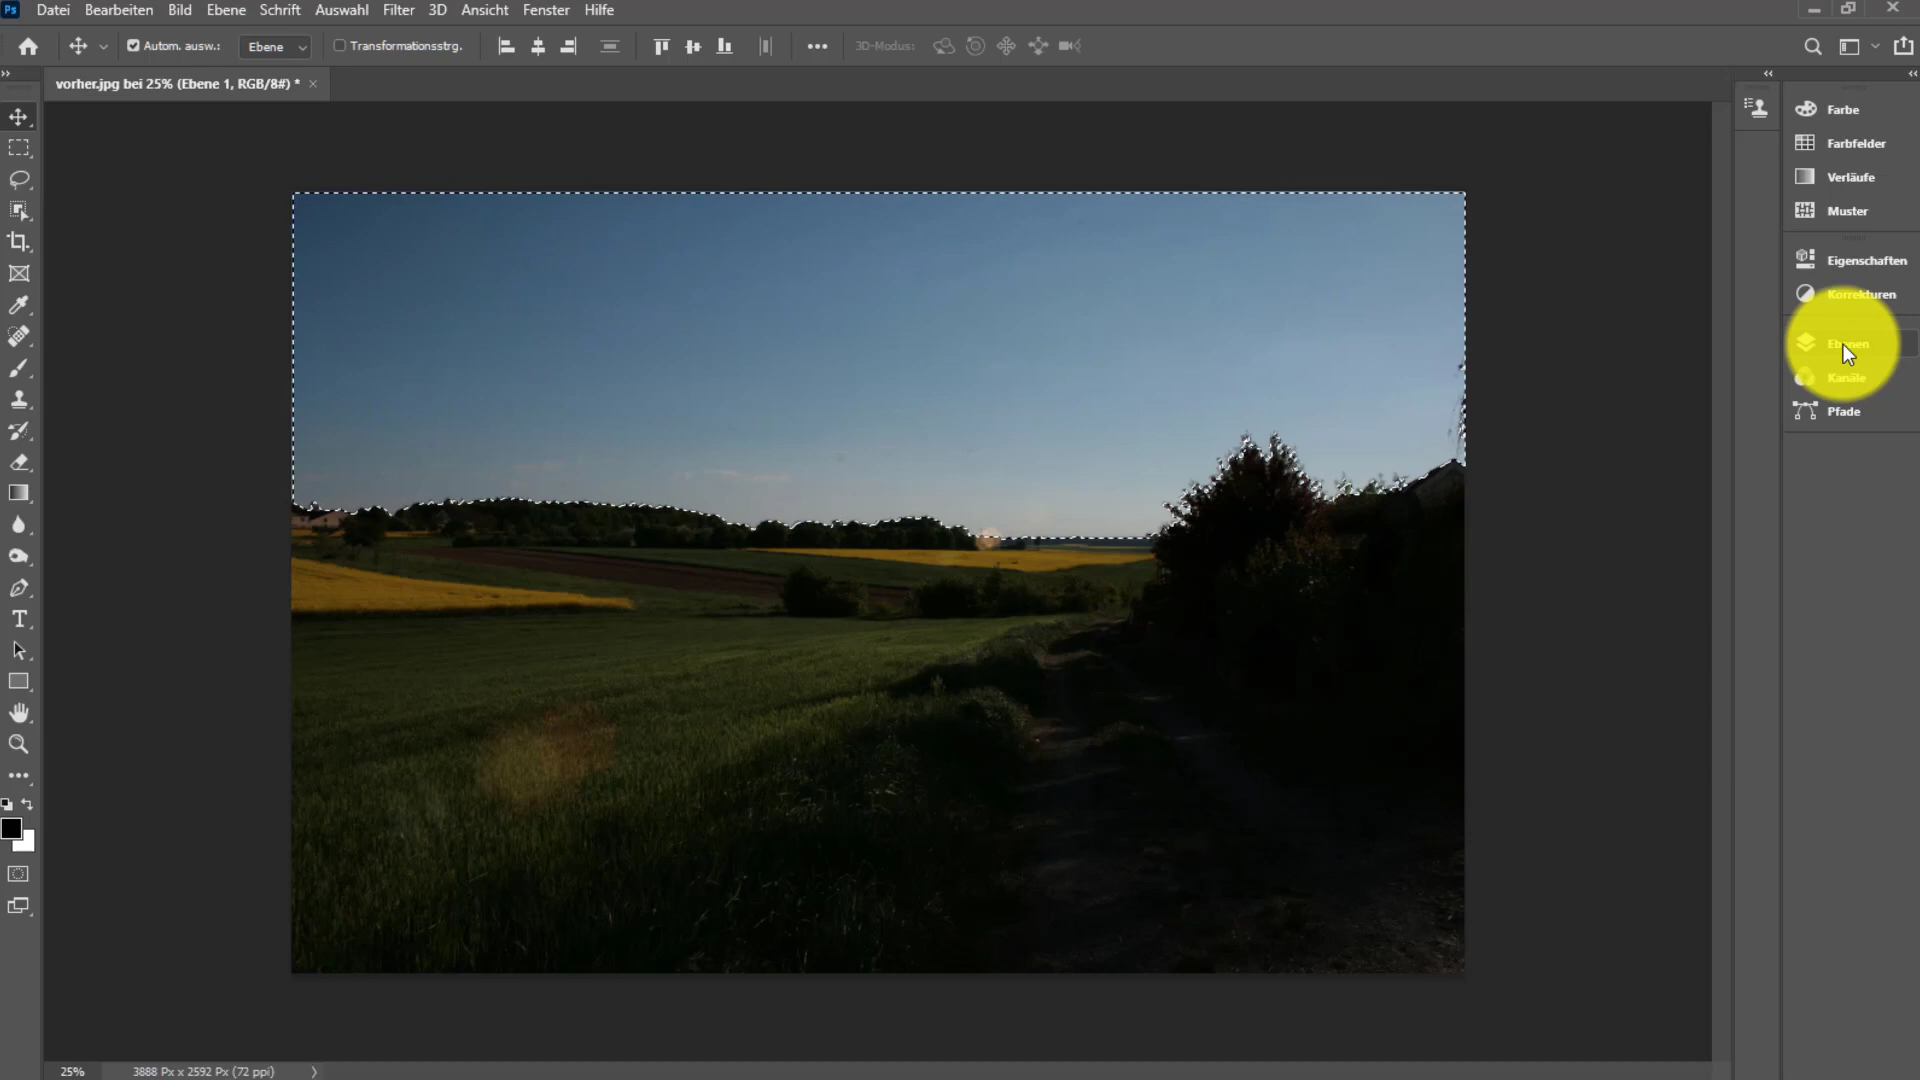 Ps Datei Bearbeiten Bild Ebene Schrift Auswahl Filter 3D Ansicht Fenster Hilfe
Autom. ausw.: Ebene Transformationsstrg. 3D-Modus:
vorher.jpg bei 25% (Ebene 1, RGB/8#) *
Farbe
Farbfelder
Verläufe
Muster
Eigenschaften
Korrekturen
Ebenen
Kanäle
Pfade
25% 3888 Px x 2592 Px (72 ppi)